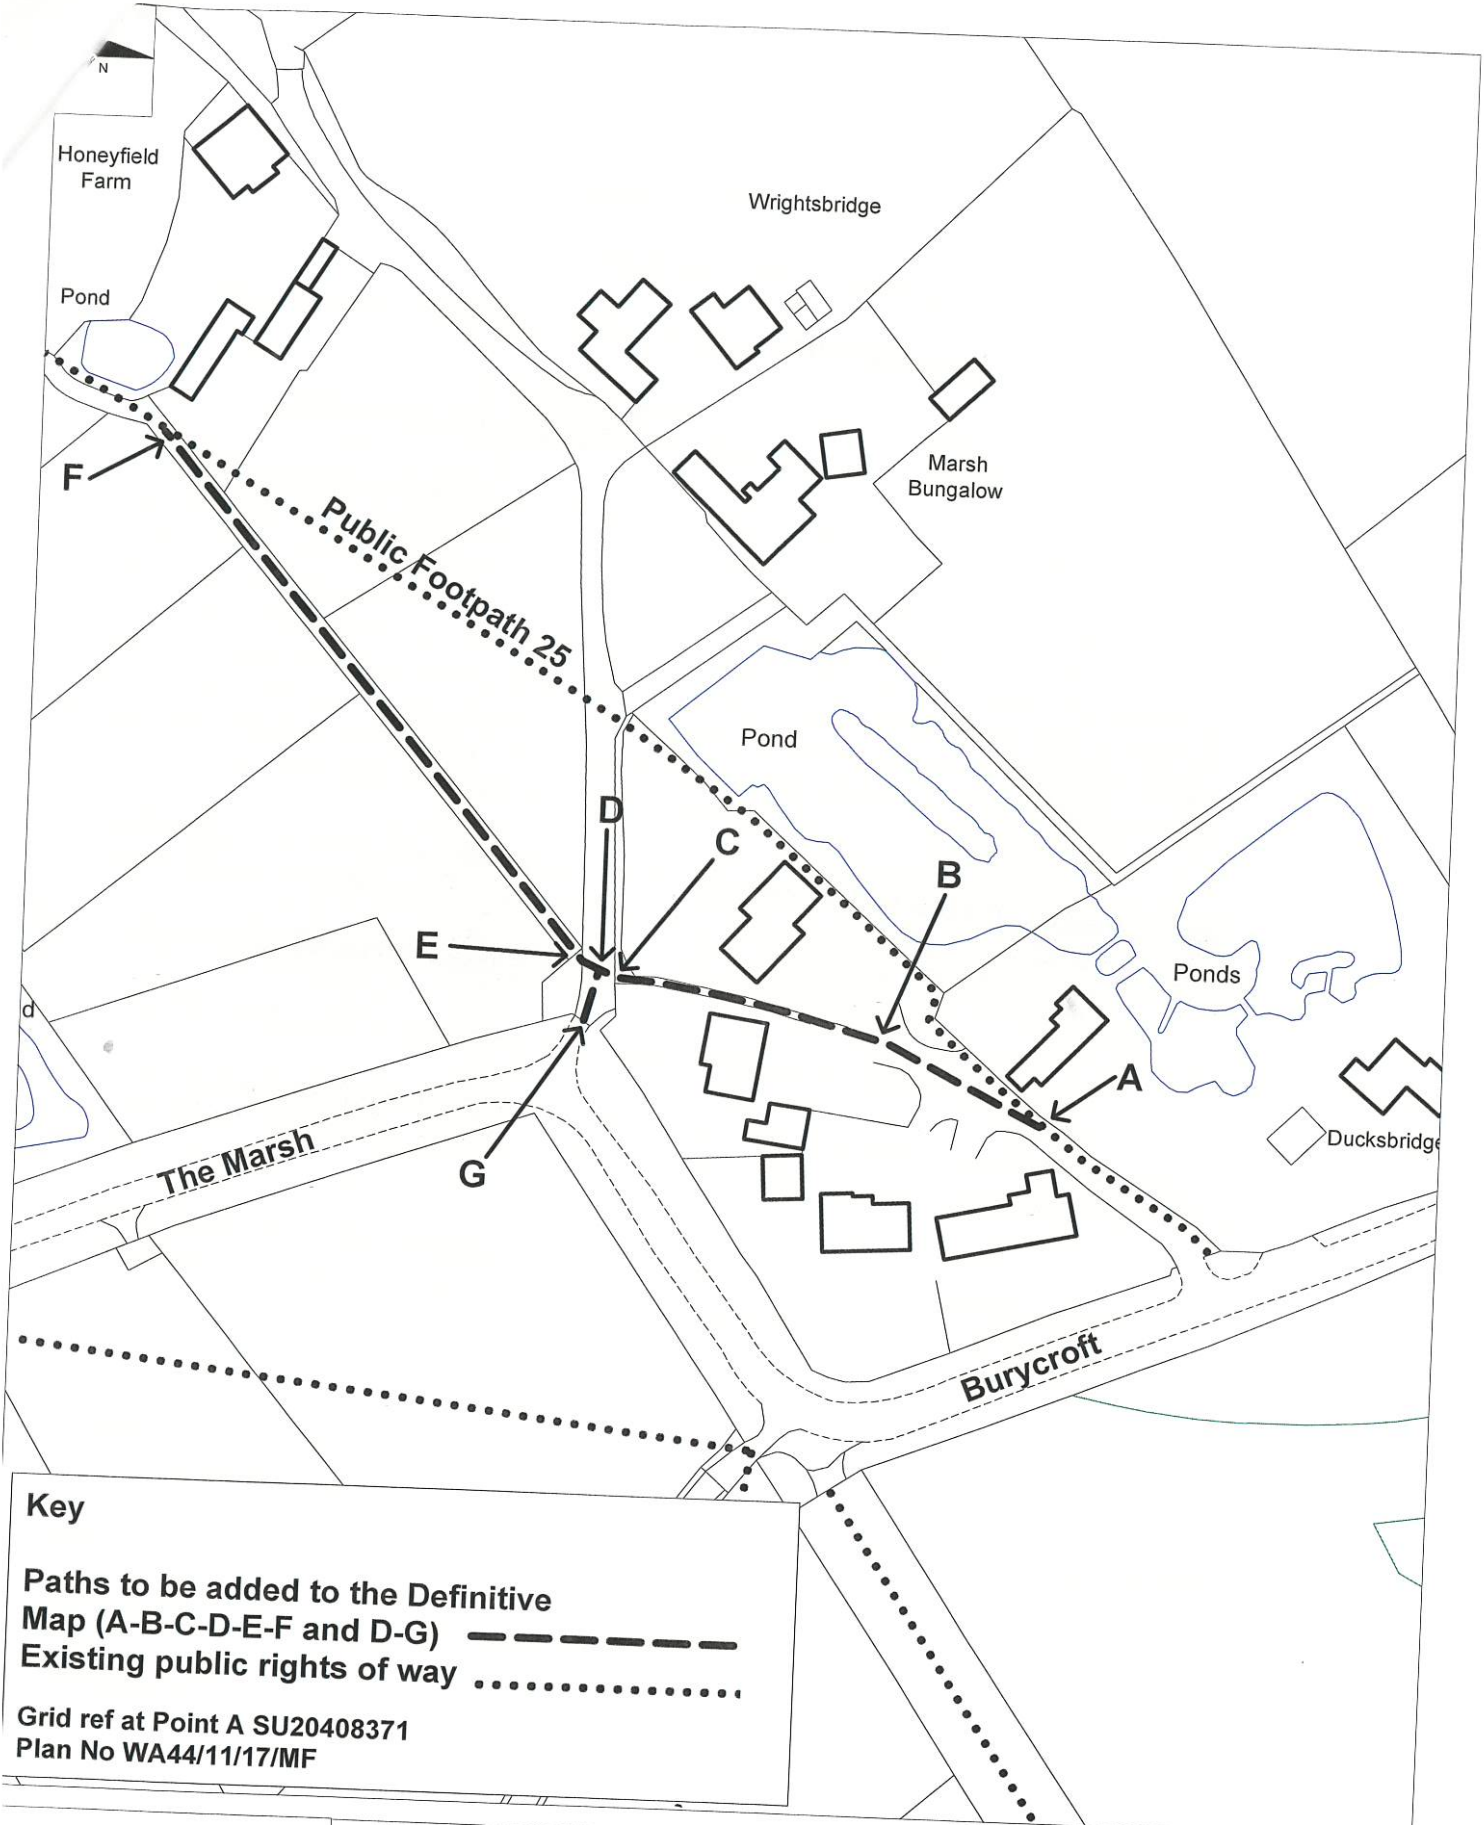 N
Honeyfield
Farm
Wrightsbridge
Pond
Marsh
Bungalow
F
Public Footpath 25
Pond
D
C
B
E
Ponds
d
A
Ducksbridge
The Marsh
G
Burycroft
Key
Paths to be added to the Definitive
Map (A-B-C-D-E-F and D-G)
Existing public rights of way
Grid ref at Point A SU20408371
Plan No WA44/11/17/MF